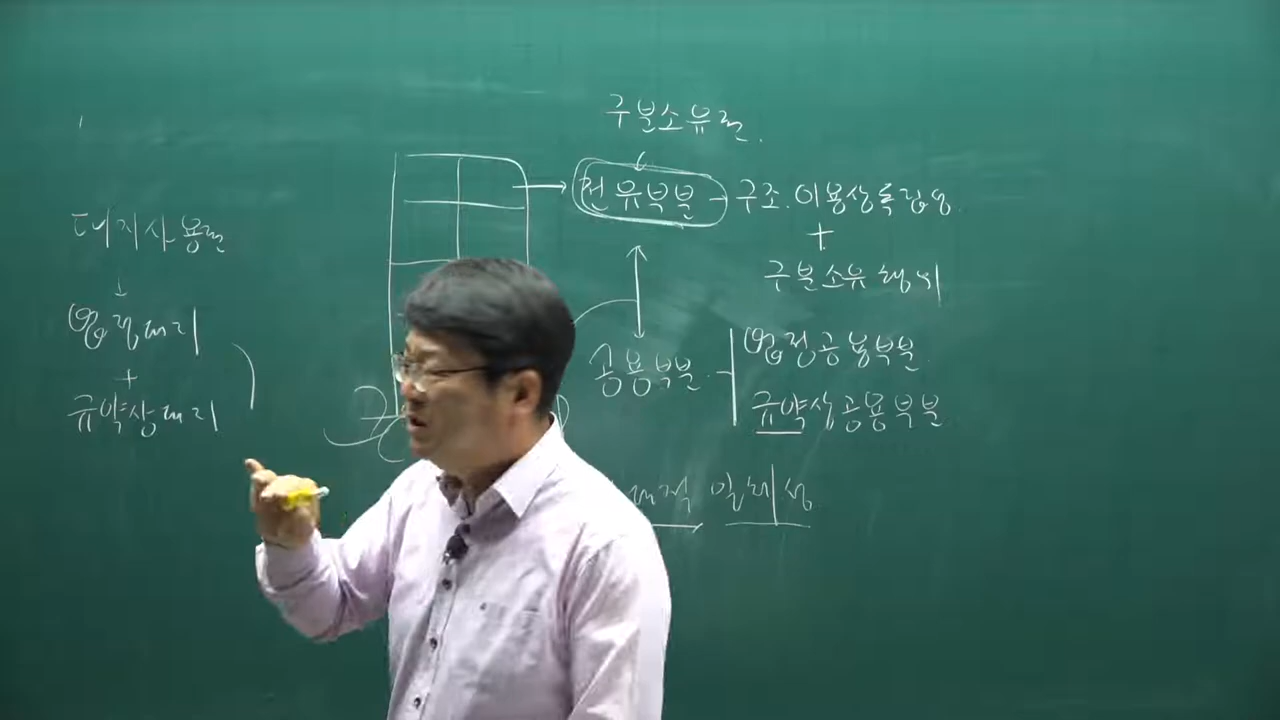 구분소유권.
전유부분 - 구조.이용상독립성
+
구분소유행위
대지사용권
↓
법정대지
+
규약상대지
공용부분
법정공용부분
규약상공용부분
일체성